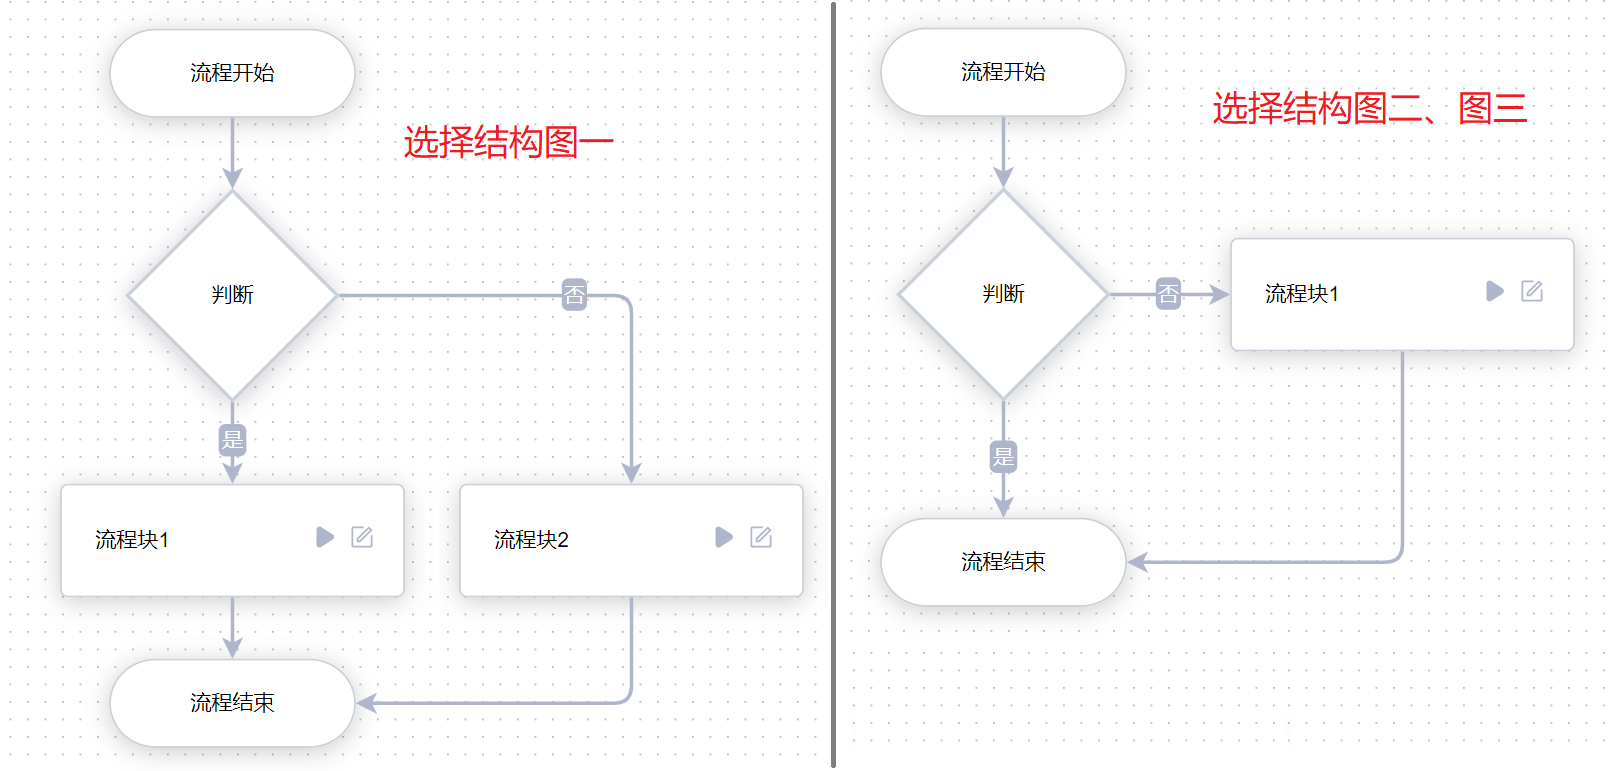 流程开始
选择结构图一
判断
否
是
流程块1
流程块2
流程结束
流程开始
选择结构图二、图三
判断
否
流程块1
是
流程结束